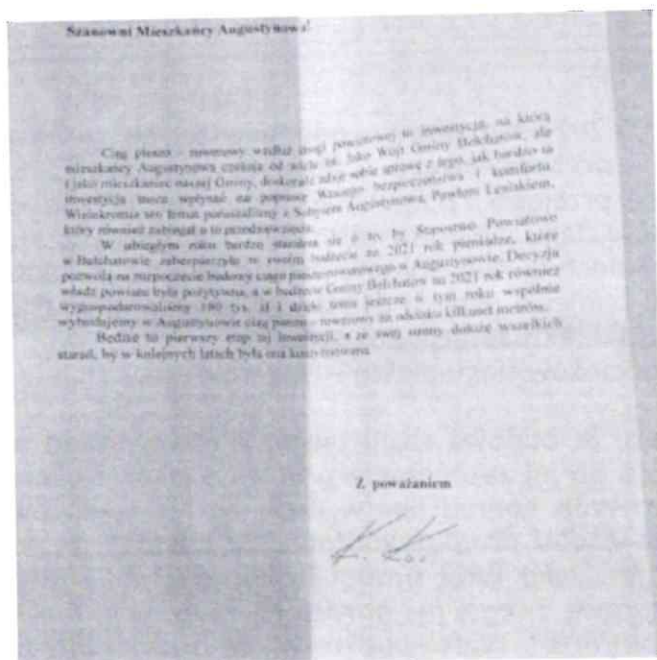 Szanowni Mieszkańcy Augustynowa!
Ciąg pieszo - rowerowy wzdłuż drogi powiatowej to inwestycja, na którą
mieszkańcy Augustynowa czekają od wielu lat. Jako Wójt Gminy Bełchatów, ale
i jako mieszkaniec naszej Gminy, doskonale zdaję sobie sprawę z tego, jak bardzo ta
inwestycja może wpłynąć na poprawę Waszego bezpieczeństwa i komfortu.
Wielokrotnie ten temat poruszaliśmy z Sołtysem Augustynowa, Pawłem
który również zabiegał o to przedsięwzięcie.
W ubiegłym roku bardzo starałem się o to, by Starostwo Powiatowe
w Bełchatowie zabezpieczyło w swoim budżecie na 2021 rok pieniądze, które
pozwolą na rozpoczęcie budowy ciągu pieszo-rowerowego w Augustynowie. Decyzja
władz powiatu była pozytywna, a w budżecie Gminy Bełchatów na 2021 rok również
wygospodarowaliśmy 180 tys. zł i dzięki temu jeszcze w tym roku wspólnie
wybudujemy w Augustynowie ciąg pieszo - rowerowy na odcinku kilkuset metrów.
Będzie to pierwszy etap tej inwestycji, a ze swej strony dołożę wszelkich
starań, by w kolejnych latach była ona kontynuowana.
Z poważaniem